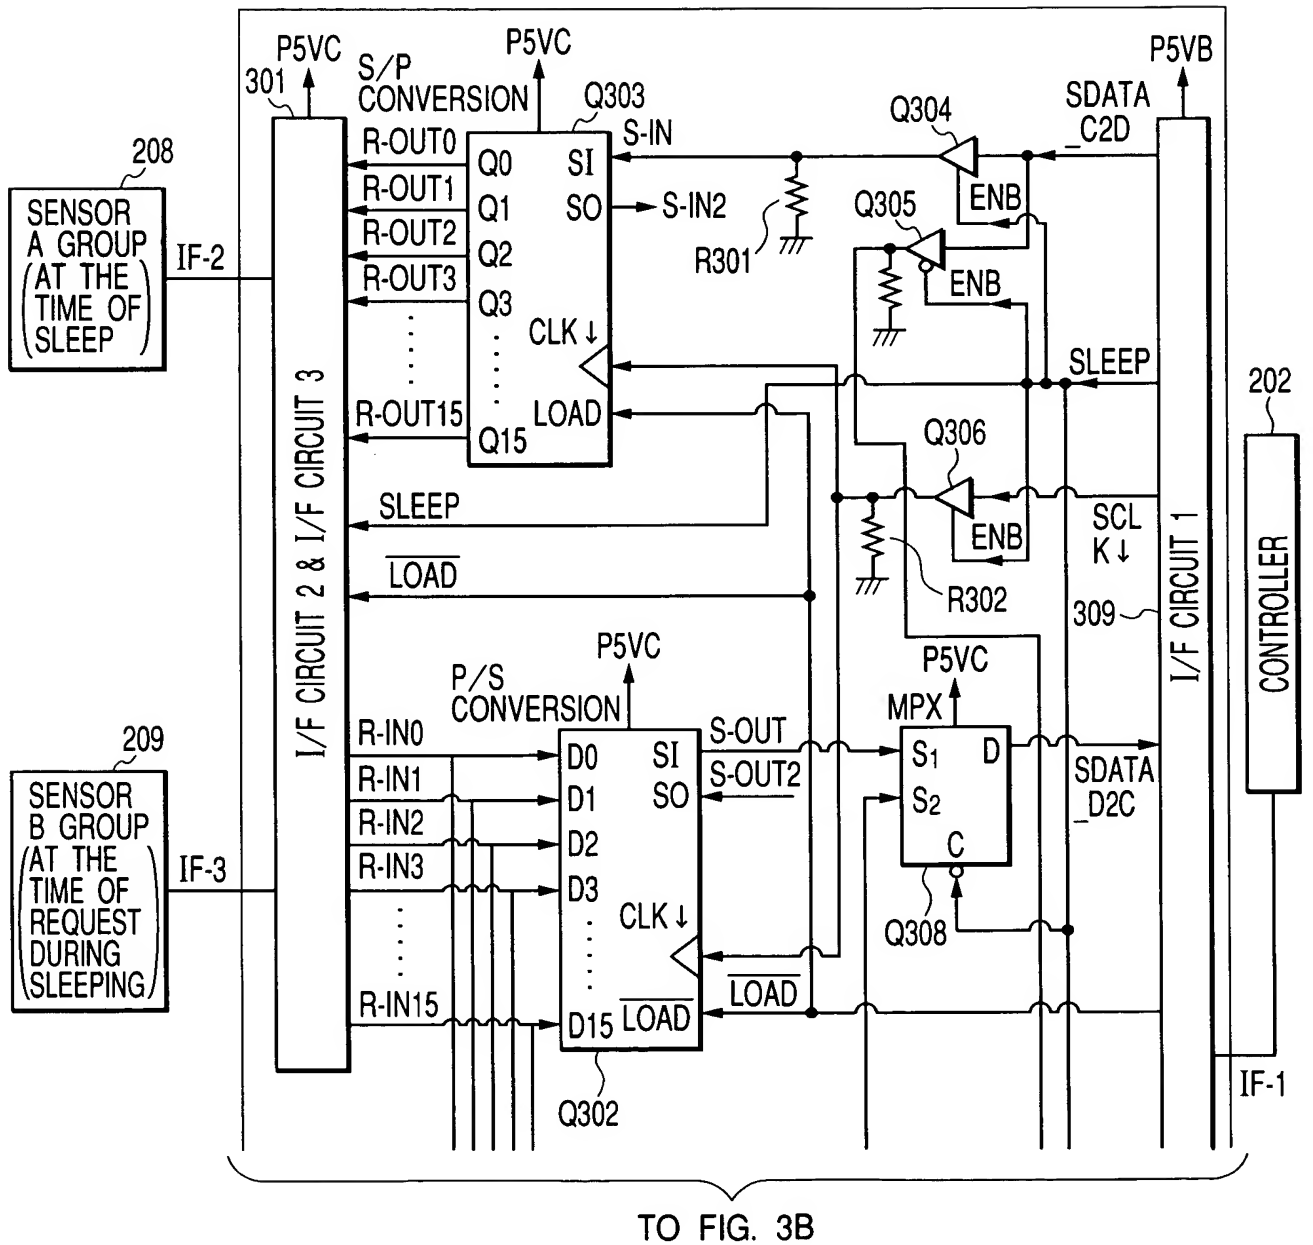 P5VC
301
S/P
CONVERSION
P5VC
Q303
S-IN
Q304
SDATA
_C2D
P5VB
208
SENSOR
A GROUP
(AT THE
TIME OF
SLEEP)
IF-2
R-OUT0
R-OUT1
R-OUT2
R-OUT3
R-OUT15
Q0
Q1
Q2
Q3
Q15
SI
SO
S-IN2
CLK↓
LOAD
R301
Q305
ENB
ENB
SLEEP
202
Q306
ENB
SCL
K↓
R302
309
SLEEP
LOAD
I/F CIRCUIT 2 & I/F CIRCUIT 3
I/F CIRCUIT 1
CONTROLLER
P/S
CONVERSION
P5VC
P5VC
MPX
209
SENSOR
B GROUP
(AT THE
TIME OF
REQUEST
DURING
SLEEPING)
IF-3
R-IN0
R-IN1
R-IN2
R-IN3
R-IN15
D0
D1
D2
D3
D15
SI
SO
CLK↓
LOAD
S-OUT
S-OUT2
S1
S2
D
C
SDATA
_D2C
Q308
LOAD
Q302
IF-1
TO FIG. 3B